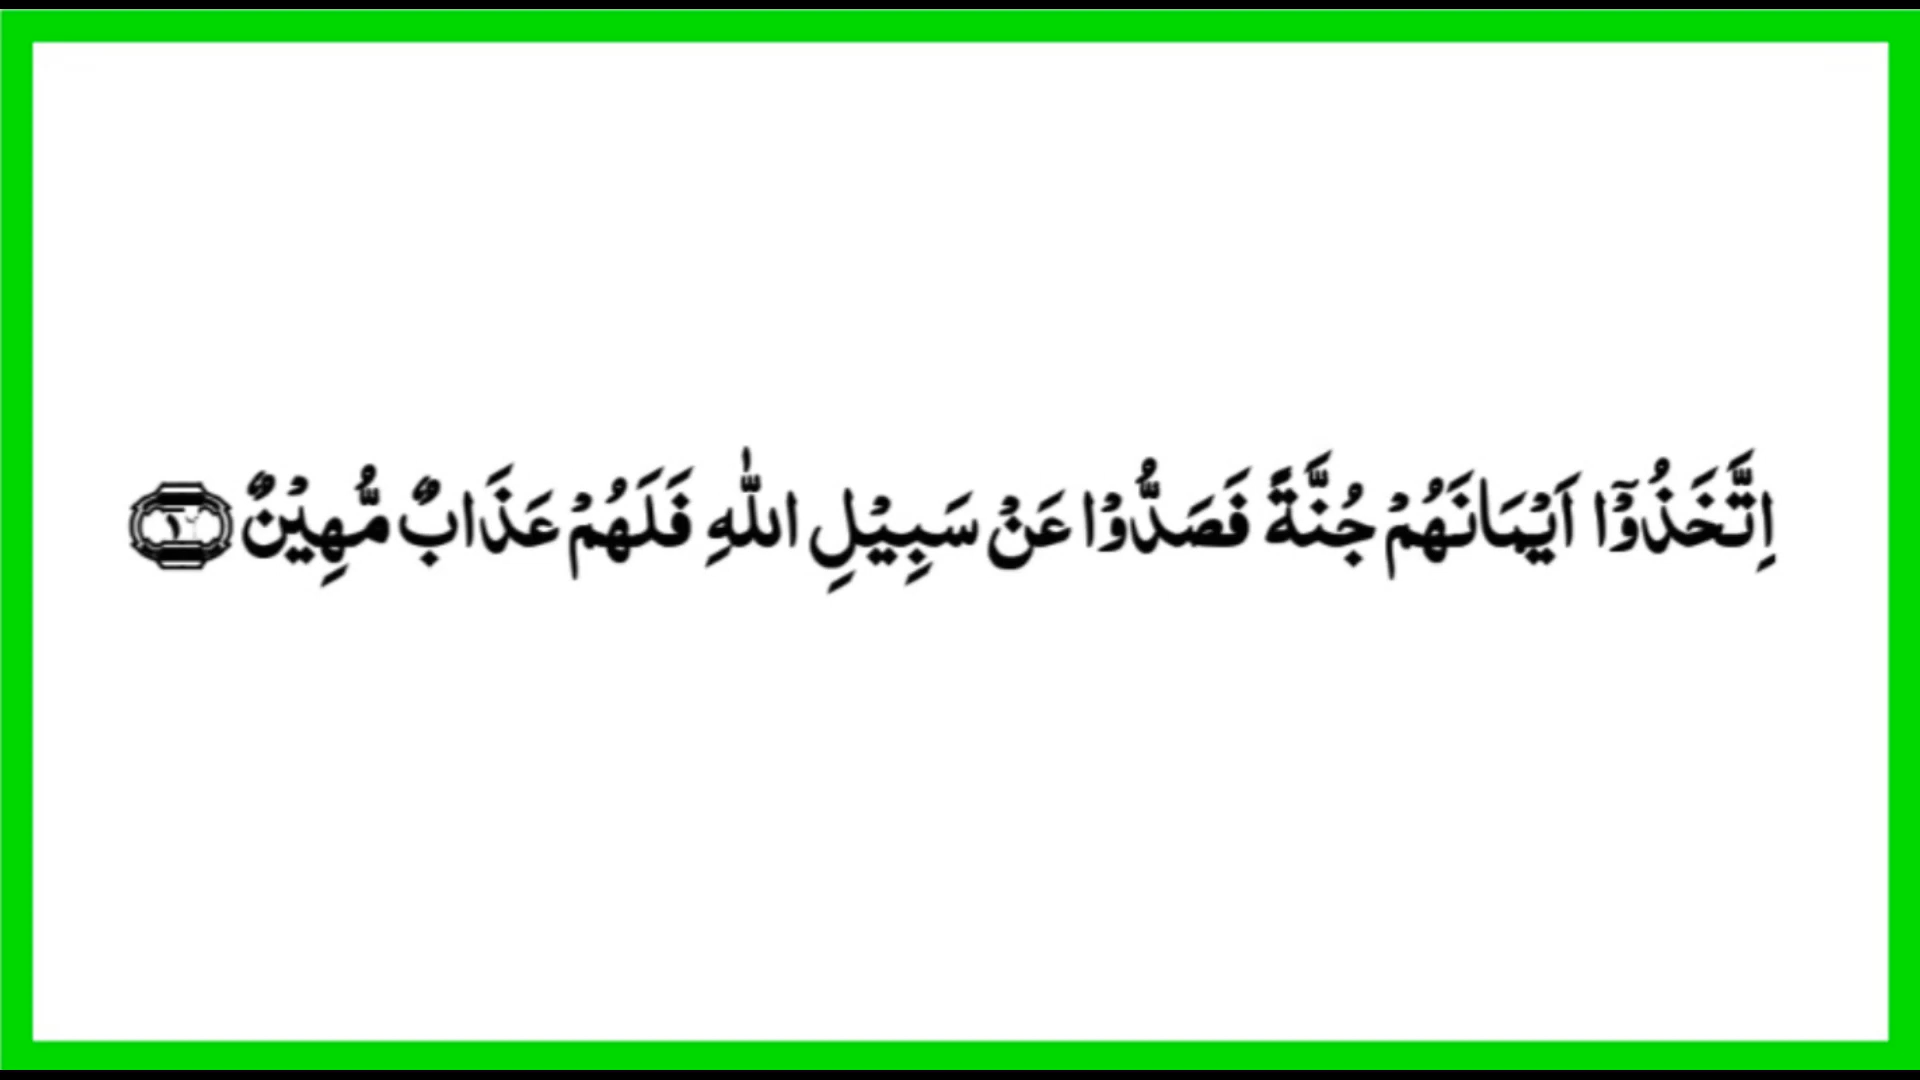 اِتَّخَذُوْۤا اَيْمَانَهُمْ جُنَّةً فَصَدُّوْا عَنْ سَبِيْلِ اللّٰهِ فَلَهُمْ عَذَابٌ مُّهِيْنٌ